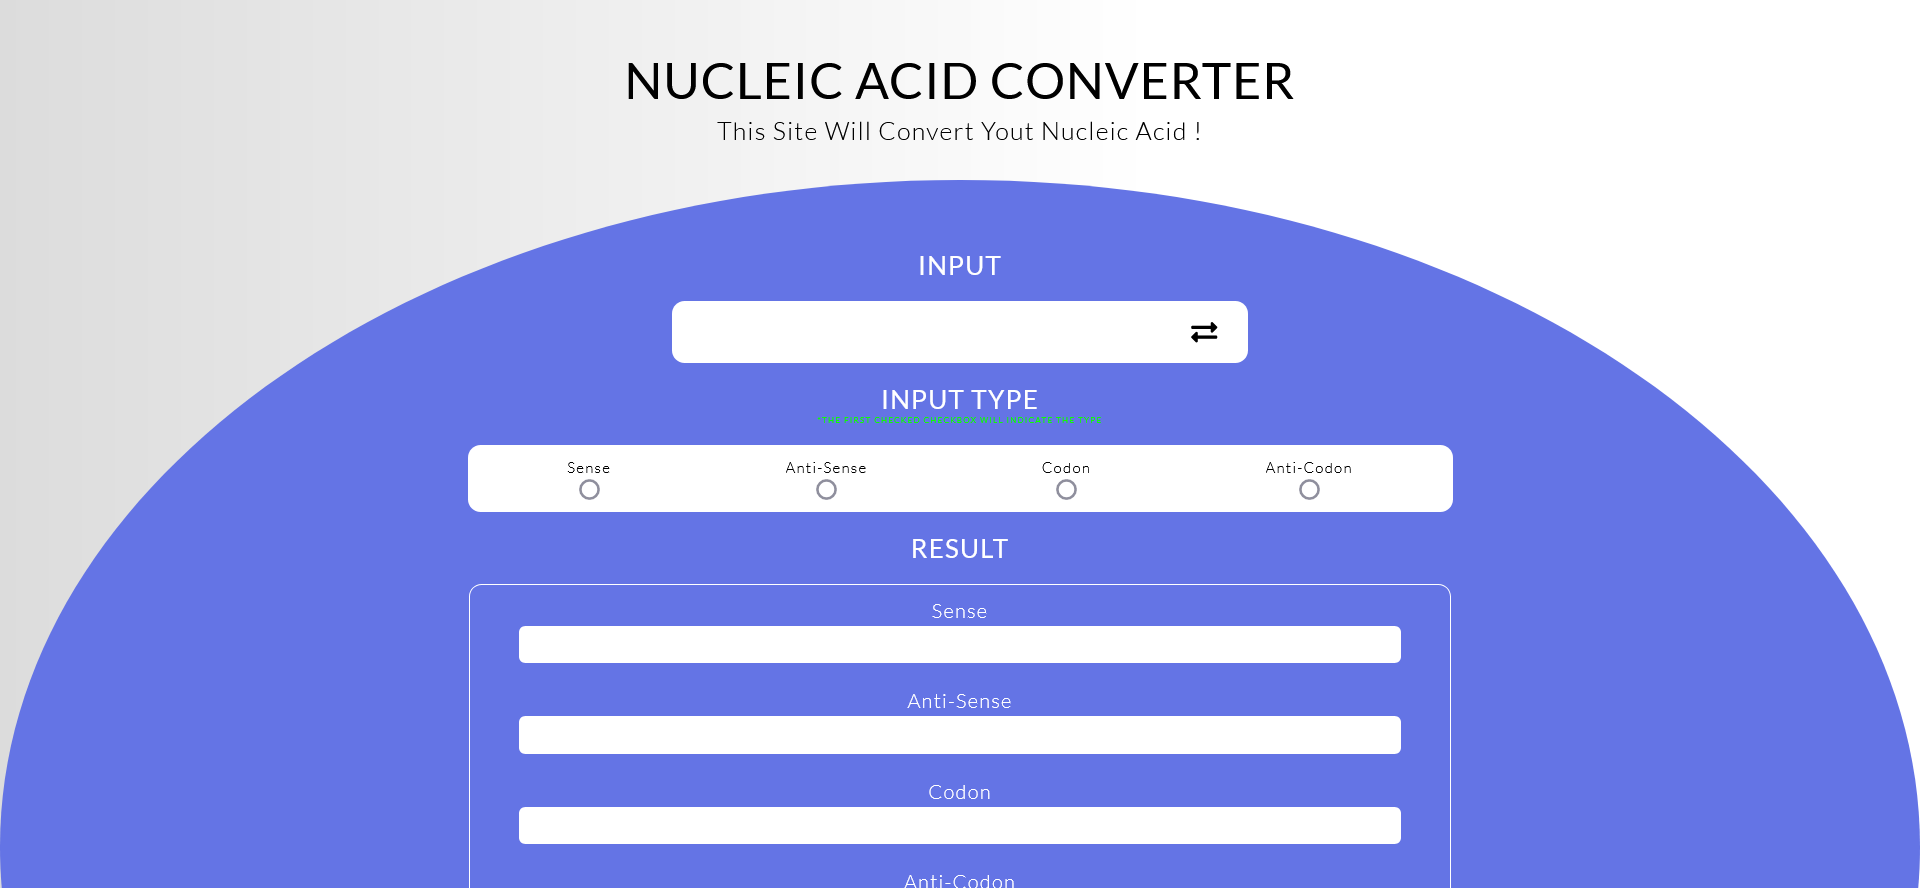 NUCLEIC ACID CONVERTER
This Site Will Convert Yout Nucleic Acid !
INPUT
INPUT TYPE
*THE FIRST CHECKED CHECKBOX WILL INDICATE THE TYPE
Sense Anti-Sense Codon Anti-Codon
RESULT
Sense
Anti-Sense
Codon
Anti-Codon